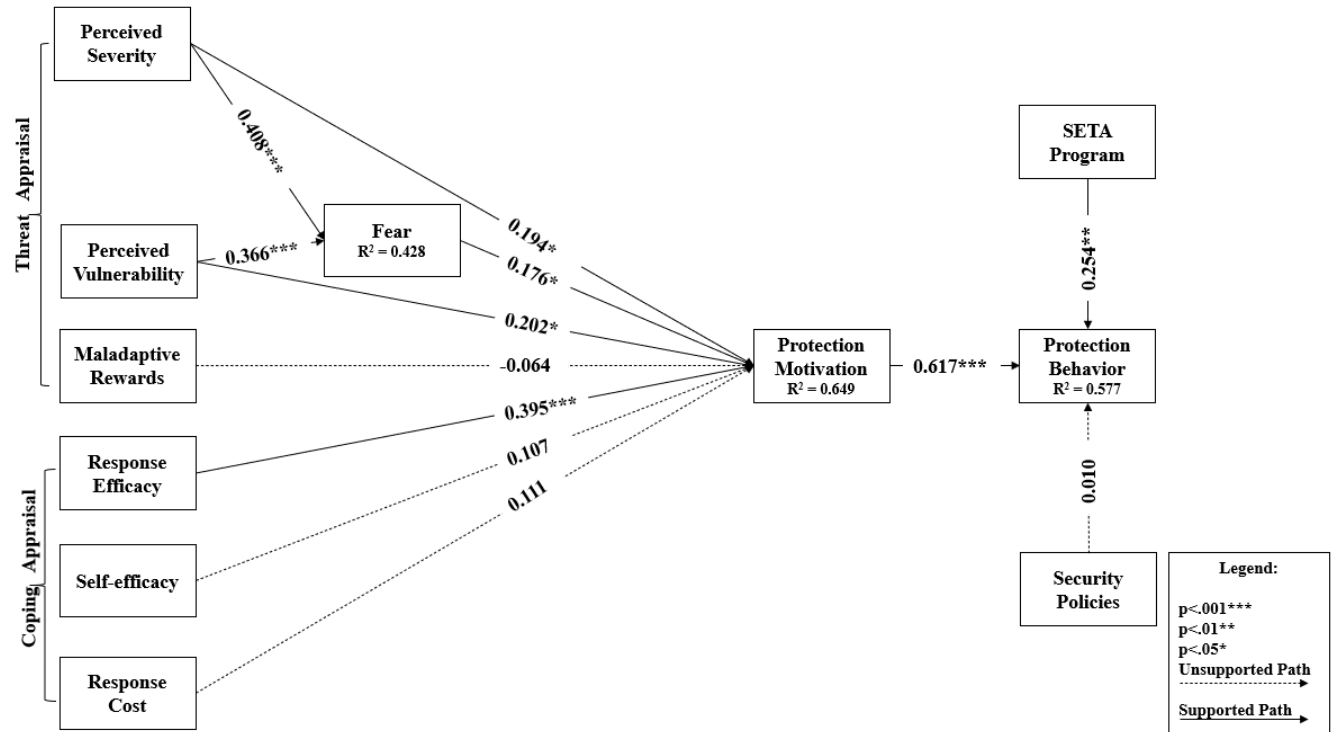 Perceived
Severity
Threat Appraisal
0.408***
Perceived
Vulnerability
0.366***
Fear
R² = 0.428
0.194*
0.176*
0.202*
Maladaptive
Rewards
-0.064
Coping Appraisal
Response
Efficacy
0.395***
Self-efficacy
0.107
Response
Cost
0.111
Protection
Motivation
R² = 0.649
0.617***
SETA
Program
0.254**
Protection
Behavior
R² = 0.577
0.010
Security
Policies
Legend:
p<.001***
p<.01**
p<.05*
Unsupported Path
Supported Path